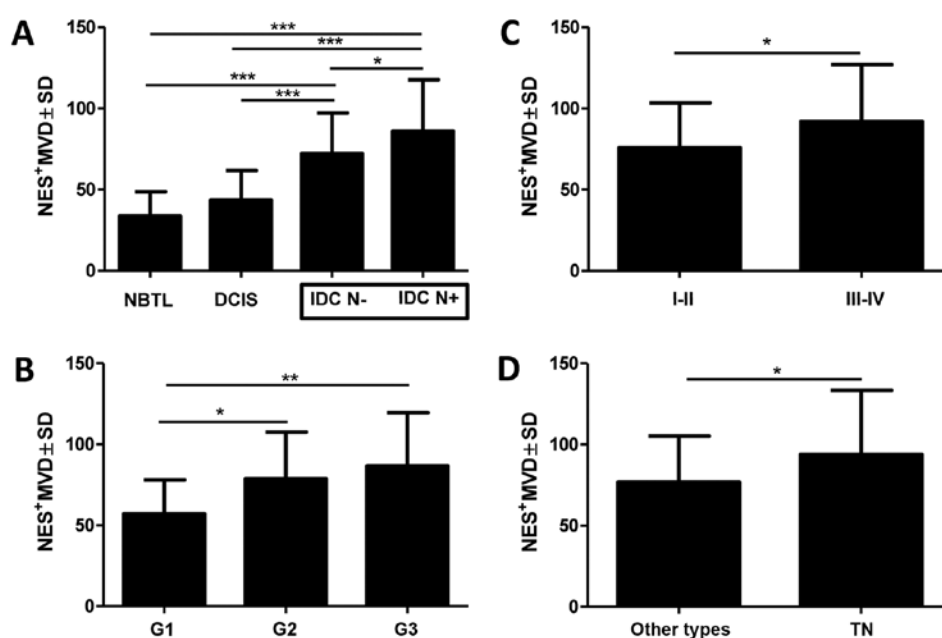 A
NES⁺MVD± SD
150
100
50
0
***
***
*
***
***
NBTL DCIS IDC N- IDC N+
C
NES⁺MVD± SD
150
100
50
0
*
I-II III-IV
B
NES⁺MVD± SD
150
100
50
0
**
*
G1 G2 G3
D
NES⁺MVD± SD
150
100
50
0
*
Other types TN